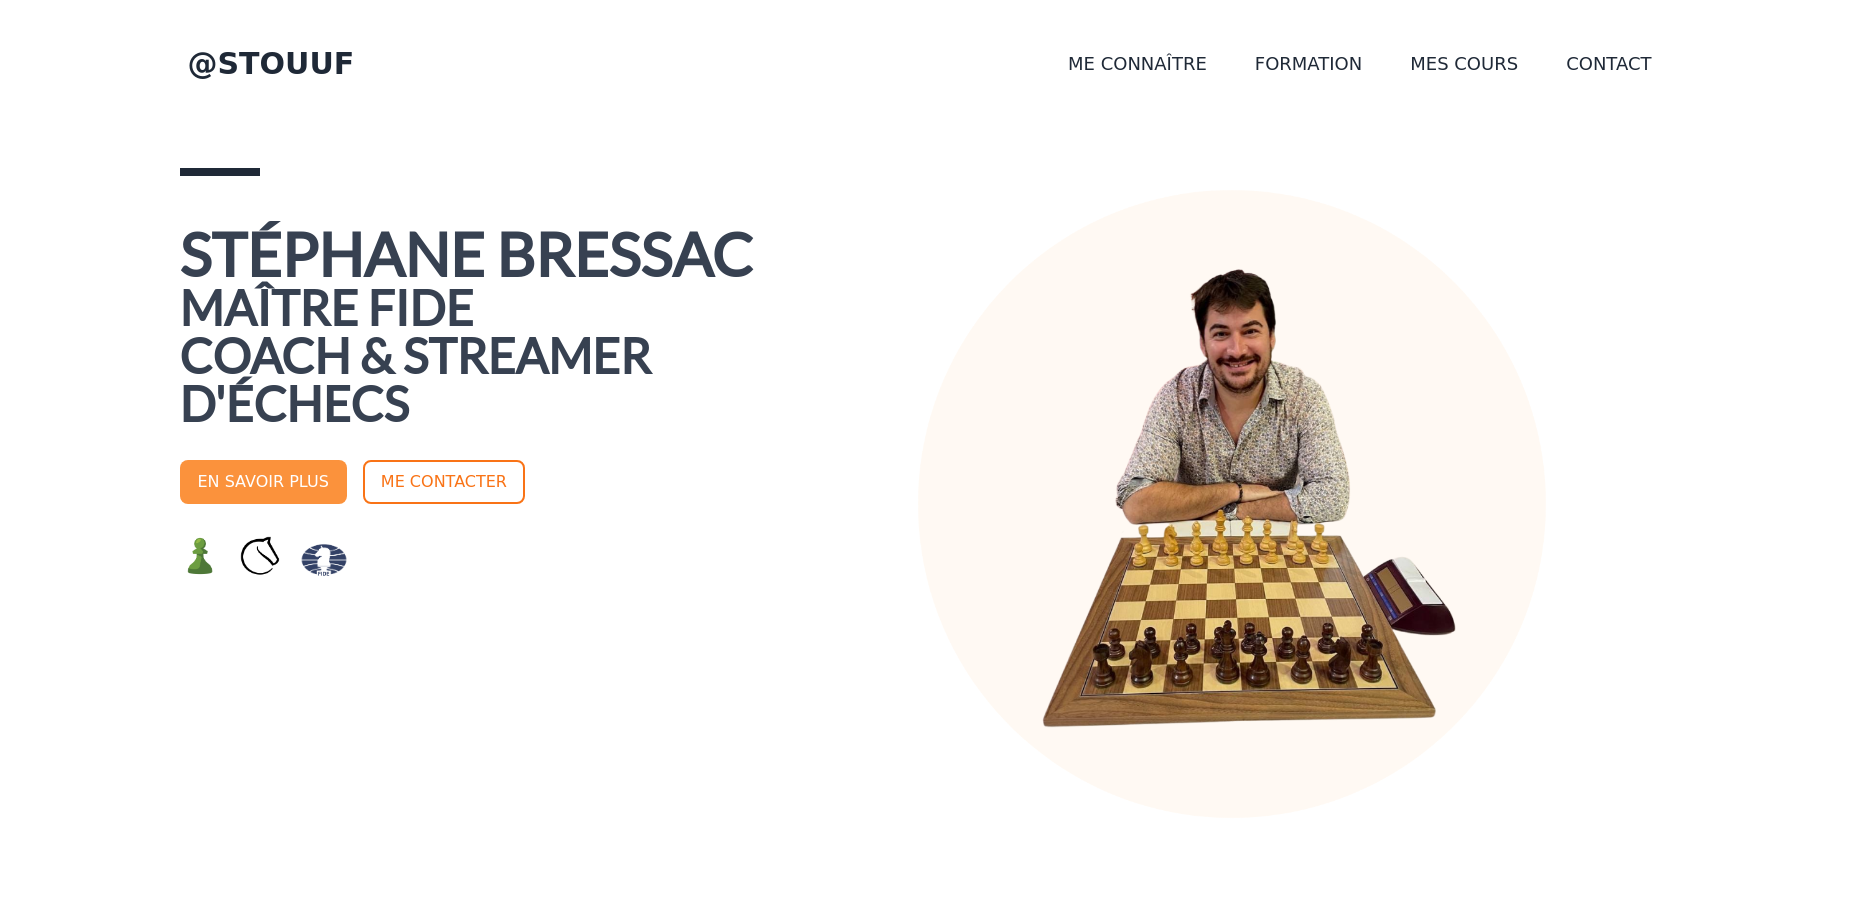 @STOUUF
ME CONNAÎTRE
FORMATION
MES COURS
CONTACT
STÉPHANE BRESSAC
MAÎTRE FIDE
COACH & STREAMER
D'ÉCHECS
EN SAVOIR PLUS
ME CONTACTER
FIDE